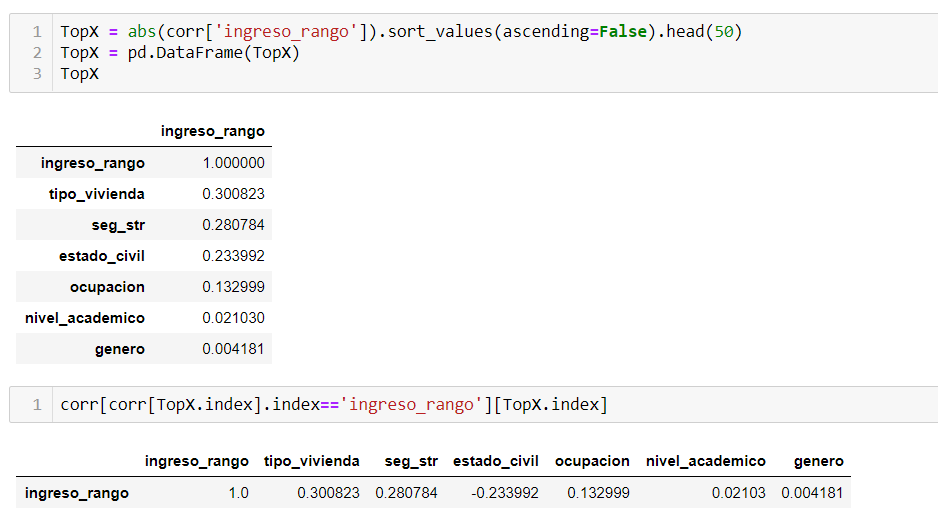 1 TopX = abs(corr['ingreso_rango']).sort_values(ascending=False).head(50)
2 TopX = pd.DataFrame(TopX)
3 TopX
ingreso_rango
ingreso_rango 1.000000
tipo_vivienda 0.300823
seg_str 0.280784
estado_civil 0.233992
ocupacion 0.132999
nivel_academico 0.021030
genero 0.004181
1 corr[corr[TopX.index].index=='ingreso_rango'][TopX.index]
ingreso_rango tipo_vivienda seg_str estado_civil ocupacion nivel_academico genero
ingreso_rango 1.0 0.300823 0.280784 -0.233992 0.132999 0.02103 0.004181